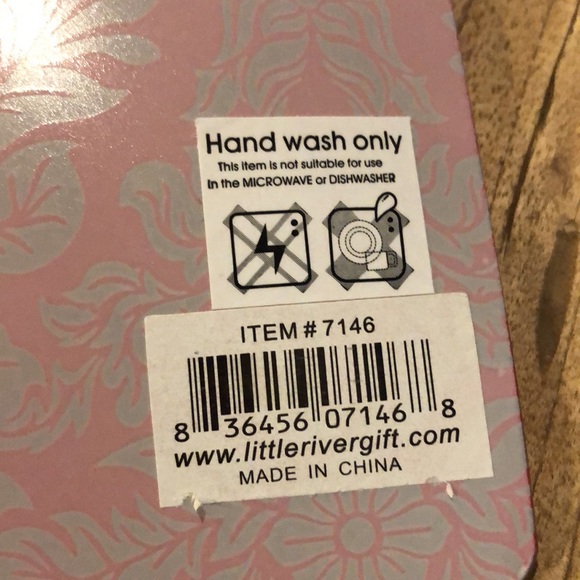 Hand wash only
This item is not suitable for use
In the MICROWAVE or DISHWASHER
ITEM # 7146
8 36456 07146 8
www.littlerivergift.com
MADE IN CHINA